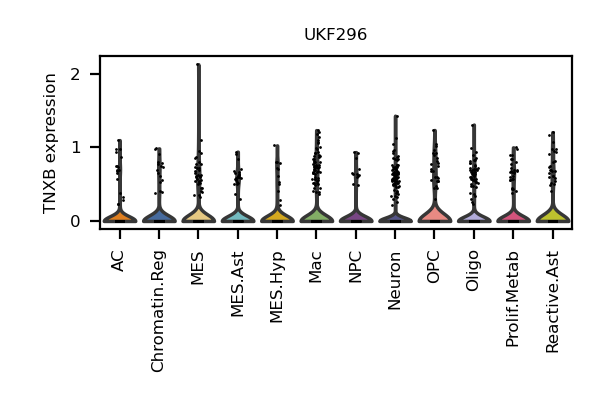 UKF296
TNXB expression
2
1
0
AC
Chromatin.Reg
MES
MES.Ast
MES.Hyp
Mac
NPC
Neuron
OPC
Oligo
Prolif.Metab
Reactive.Ast